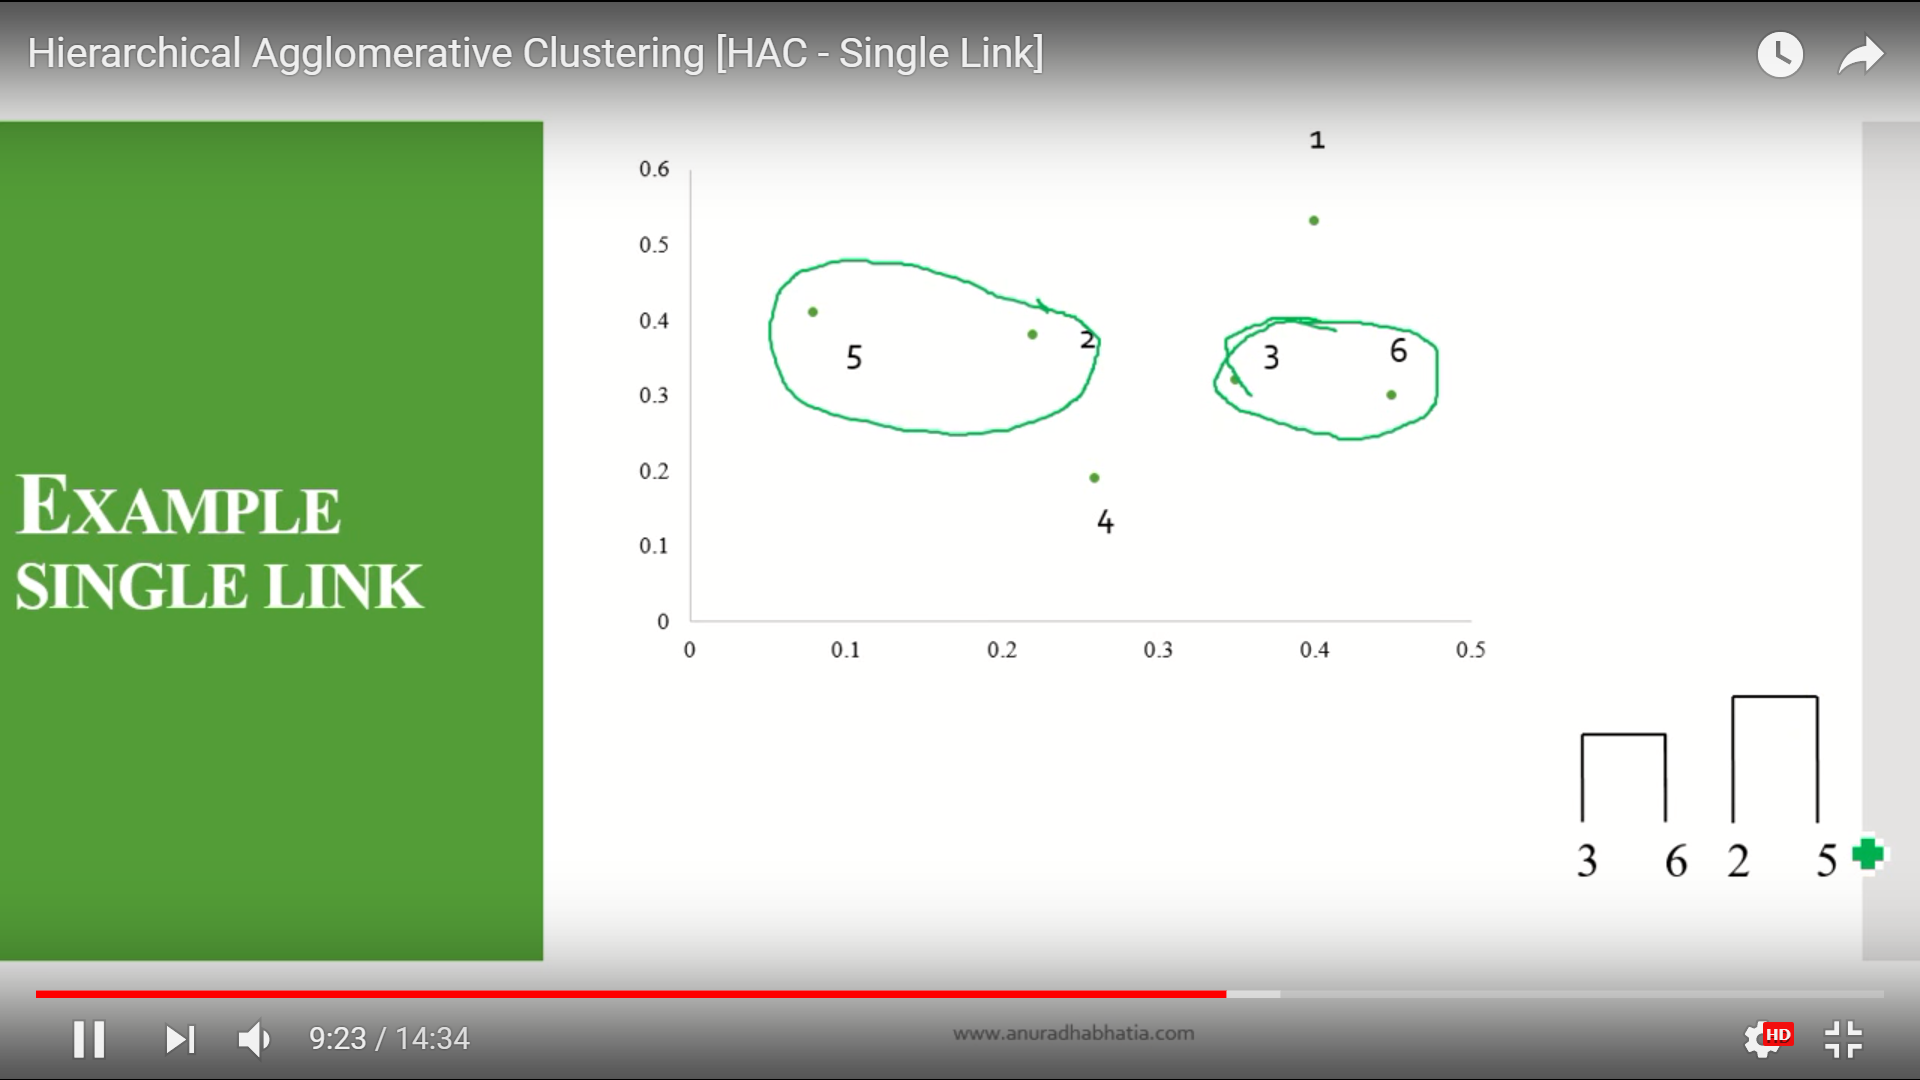 Hierarchical Agglomerative Clustering [HAC - Single Link]
EXAMPLE
SINGLE LINK
1
0.6
0.5
0.4
2
5
3
6
0.3
0.2
4
0.1
0
0 0.1 0.2 0.3 0.4 0.5
3 6 2 5
9:23 / 14:34
www.anuradhabhatia.com
HD